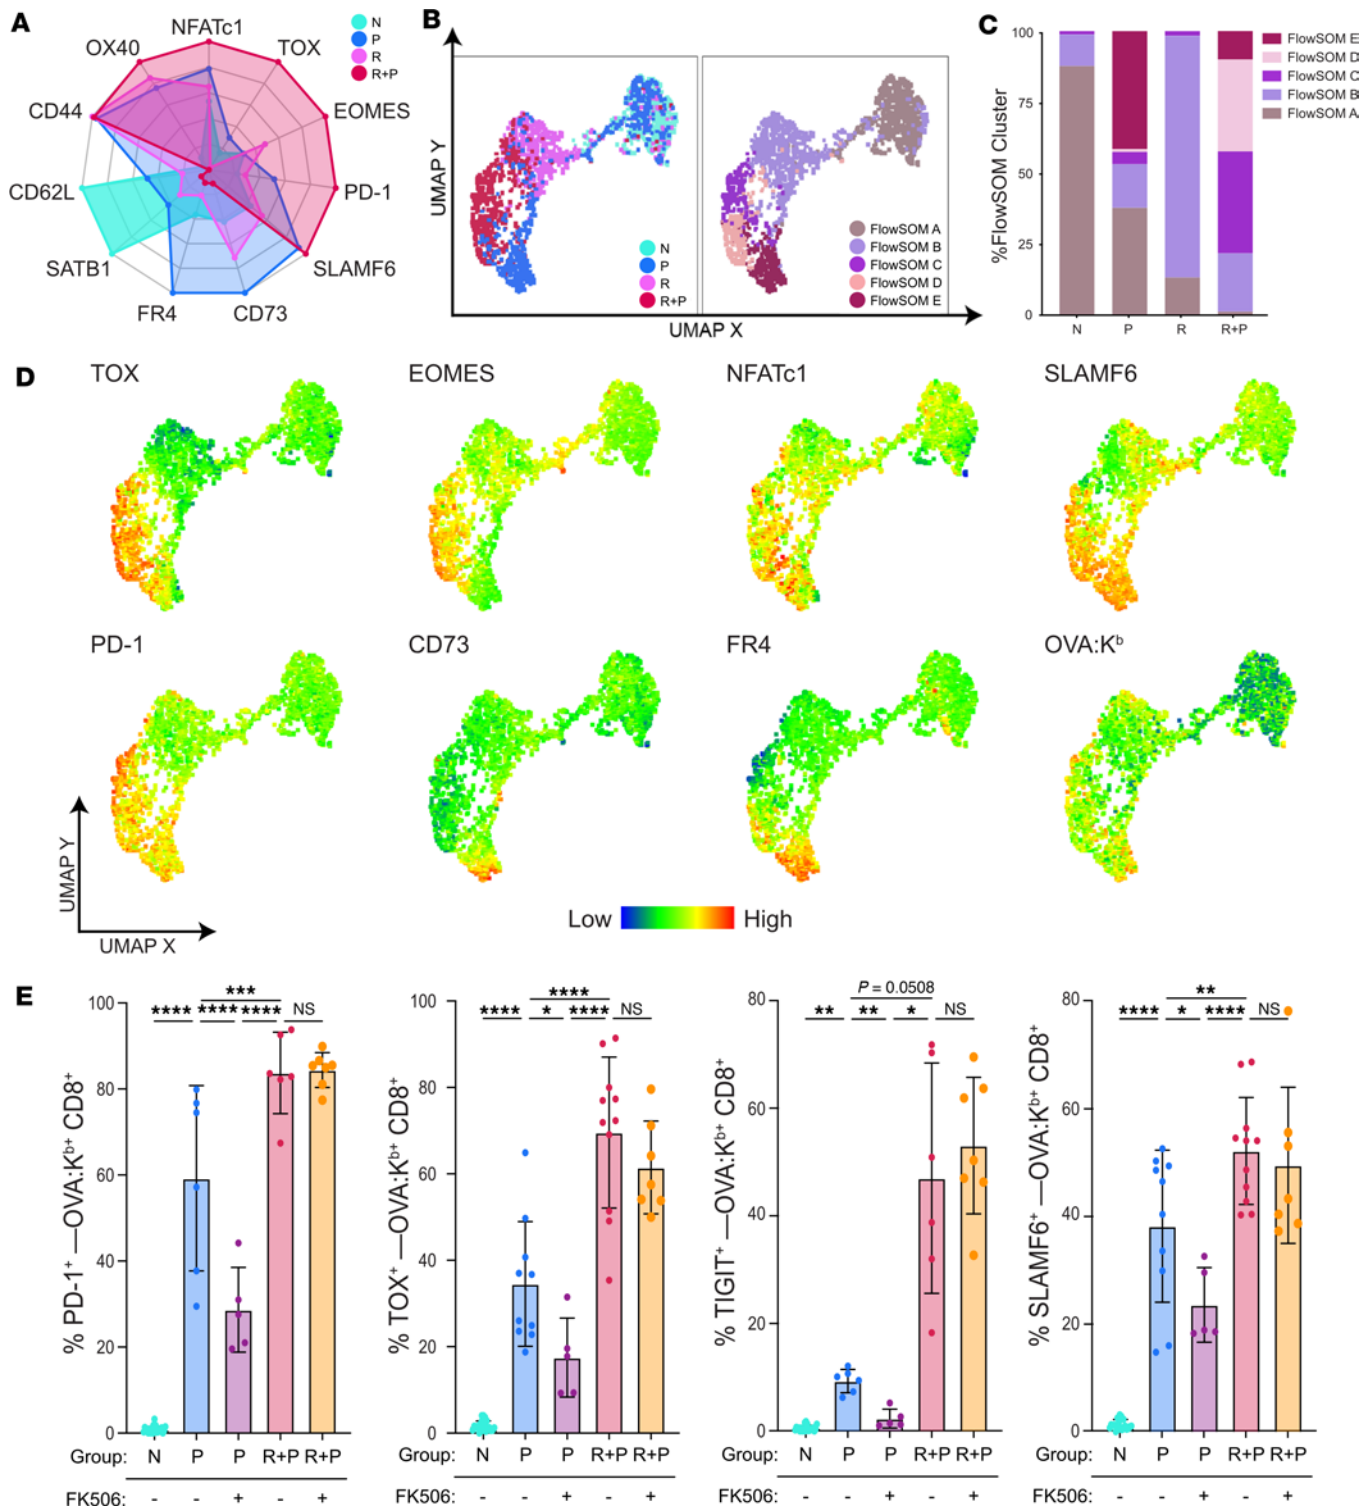 A
NFATc1
OX40
TOX
CD44
EOMES
CD62L
PD-1
SATB1
SLAMF6
FR4
CD73
N
P
R
R+P
B
UMAP Y
UMAP X
N
P
R
R+P
FlowSOM A
FlowSOM B
FlowSOM C
FlowSOM D
FlowSOM E
C
%FlowSOM Cluster
100
75
50
25
0
N P R R+P
FlowSOM E
FlowSOM D
FlowSOM C
FlowSOM B
FlowSOM A
D
TOX EOMES NFATc1 SLAMF6
PD-1 CD73 FR4 OVA:Kᵇ
UMAP Y
UMAP X
Low High
E
% PD-1⁺ —OVA:Kᵇ⁺ CD8⁺
100
80
60
40
20
0
***
**** **** **** NS
Group: N P P R+P R+P
FK506: - - + - +
% TOX⁺ —OVA:Kᵇ⁺ CD8⁺
100
80
60
40
20
0
****
**** * **** NS
N P P R+P R+P
- - + - +
% TIGIT⁺ —OVA:Kᵇ⁺ CD8⁺
80
60
40
20
0
P = 0.0508
** ** * NS
Group: N P P R+P R+P
FK506: - - + - +
% SLAMF6⁺ —OVA:Kᵇ⁺ CD8⁺
80
60
40
20
0
**
**** * **** NS
Group: N P P R+P R+P
FK506: - - + - +